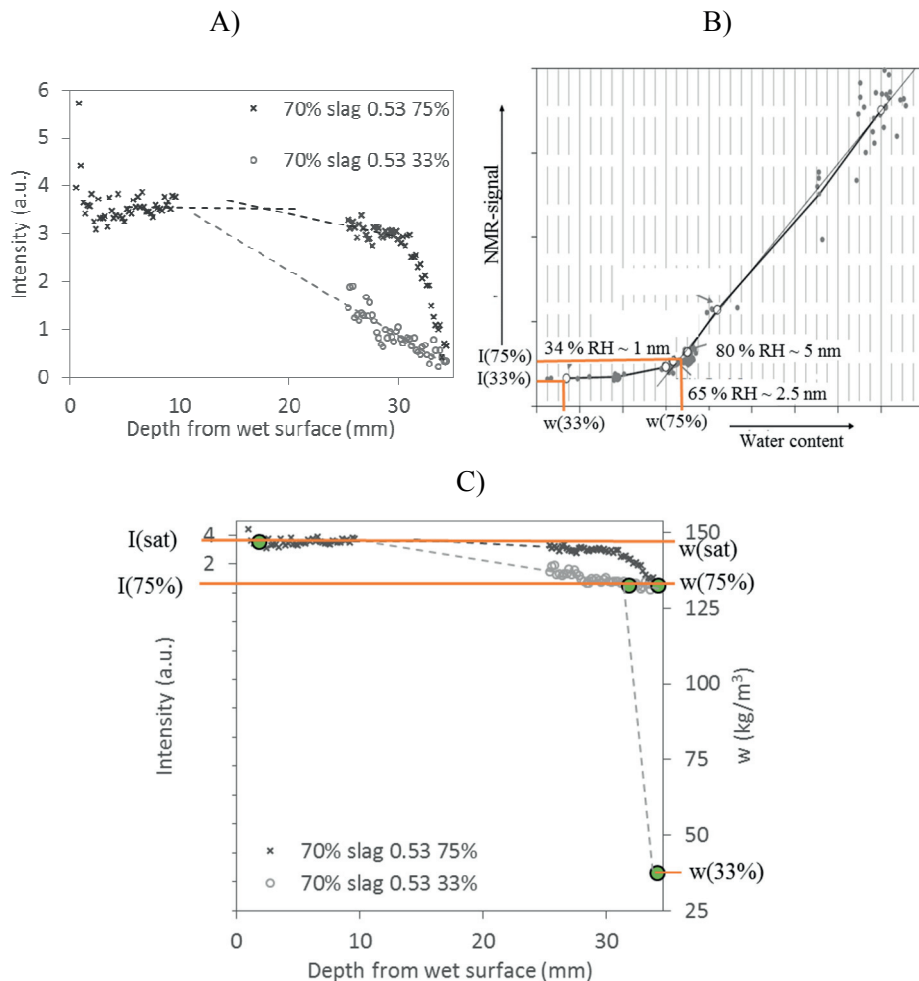 A)
B)
6
5
4
3
2
1
0
Intensity (a.u.)
70% slag 0.53 75%
70% slag 0.53 33%
0
10
20
30
Depth from wet surface (mm)
NMR-signal
I(75%)
I(33%)
34 % RH ~ 1 nm
80 % RH ~ 5 nm
65 % RH ~ 2.5 nm
w(33%)
w(75%)
Water content
C)
I(sat)
4
2
I(75%)
Intensity (a.u.)
150
w(sat)
w(75%)
125
100
75
50
w(33%)
25
w (kg/m³)
70% slag 0.53 75%
70% slag 0.53 33%
0
10
20
30
Depth from wet surface (mm)